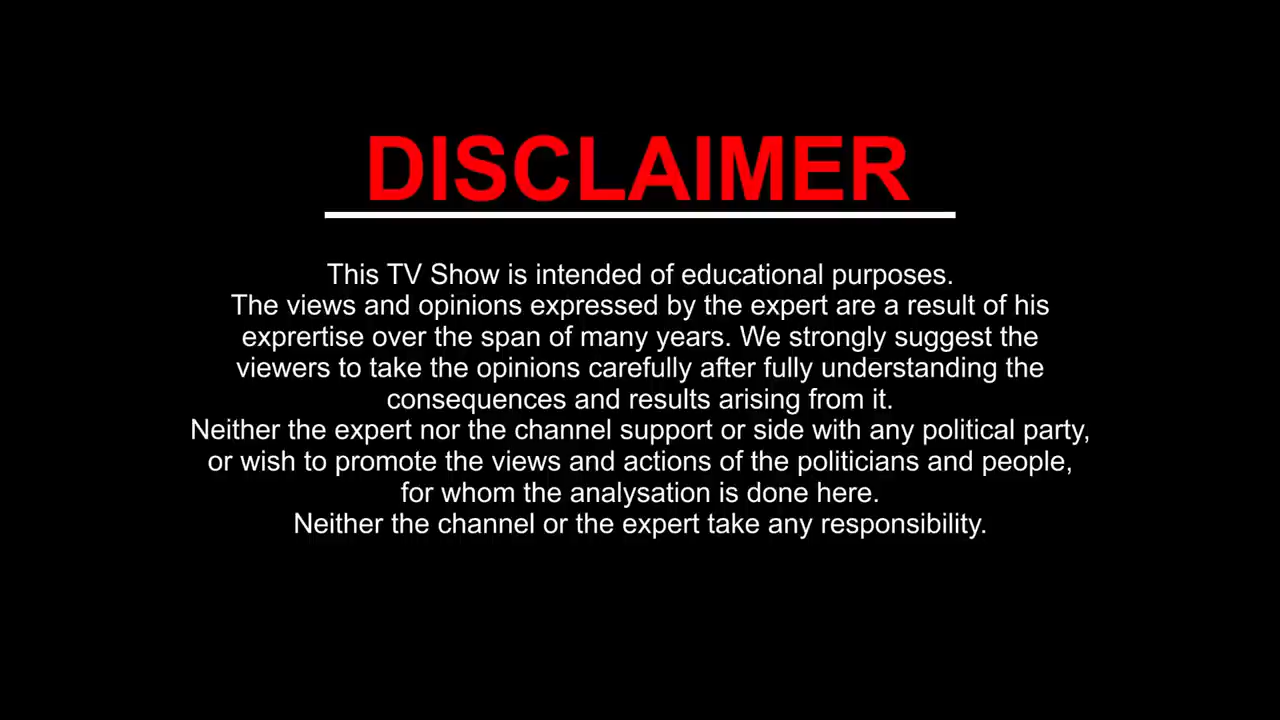 DISCLAIMER
This TV Show is intended of educational purposes.
The views and opinions expressed by the expert are a result of his
exprertise over the span of many years. We strongly suggest the
viewers to take the opinions carefully after fully understanding the
consequences and results arising from it.
Neither the expert nor the channel support or side with any political party,
or wish to promote the views and actions of the politicians and people,
for whom the analysation is done here.
Neither the channel or the expert take any responsibility.